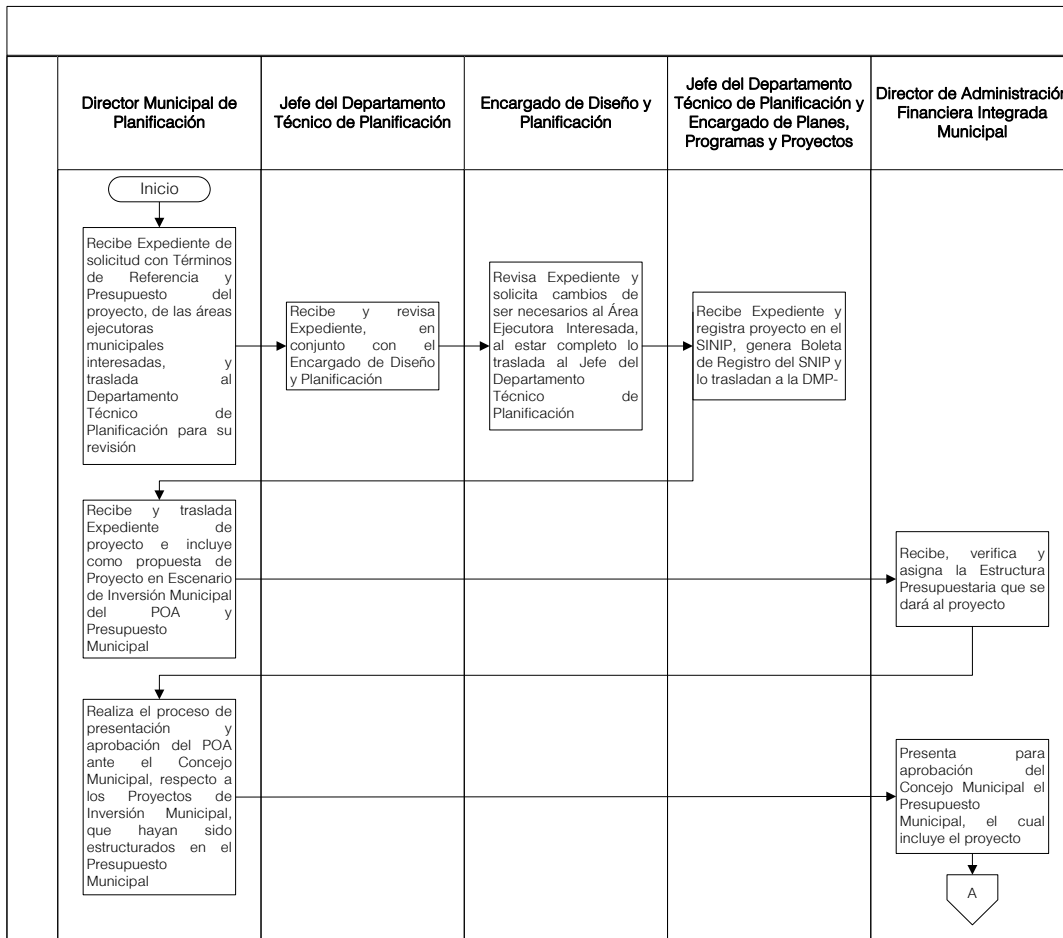 Director Municipal de
Planificación
Jefe del Departamento
Técnico de Planificación
Encargado de Diseño y
Planificación
Jefe del Departamento
Técnico de Planificación y
Encargado de Planes,
Programas y Proyectos
Director de Administración
Financiera Integrada
Municipal
Inicio
Recibe Expediente de
solicitud con Términos
de Referencia y
Presupuesto del
proyecto, de las áreas
ejecutoras
municipales
interesadas, y
traslada al
Departamento
Técnico de
Planificación para su
revisión
Recibe y revisa
Expediente, en
conjunto con el
Encargado de Diseño
y Planificación
Revisa Expediente y
solicita cambios de
ser necesarios al Área
Ejecutora Interesada,
al estar completo lo
traslada al Jefe del
Departamento
Técnico de
Planificación
Recibe Expediente y
registra proyecto en el
SINIP, genera Boleta
de Registro del SNIP y
lo trasladan a la DMP-
Recibe y traslada
Expediente de
proyecto e incluye
como propuesta de
Proyecto en Escenario
de Inversión Municipal
del POA y
Presupuesto
Municipal
Recibe, verifica y
asigna la Estructura
Presupuestaria que se
dará al proyecto
Realiza el proceso de
presentación y
aprobación del POA
ante el Concejo
Municipal, respecto a
los Proyectos de
Inversión Municipal,
que hayan sido
estructurados en el
Presupuesto
Municipal
Presenta para
aprobación del
Concejo Municipal el
Presupuesto
Municipal, el cual
incluye el proyecto
A